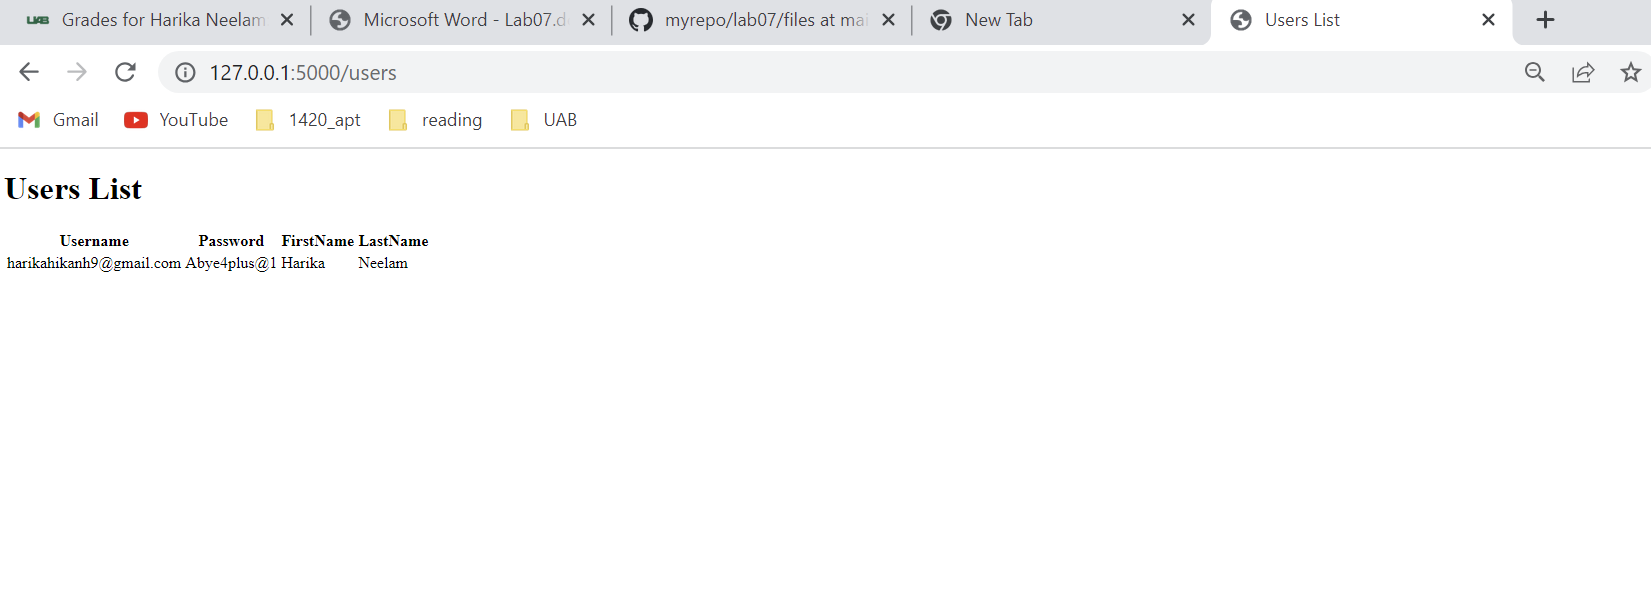 UAB Grades for Harika Neelam Microsoft Word - Lab07.d myrepo/lab07/files at mai New Tab Users List
127.0.0.1:5000/users
Gmail YouTube 1420_apt reading UAB
Users List
Username Password FirstName LastName
harikahikanh9@gmail.com Abye4plus@1 Harika Neelam